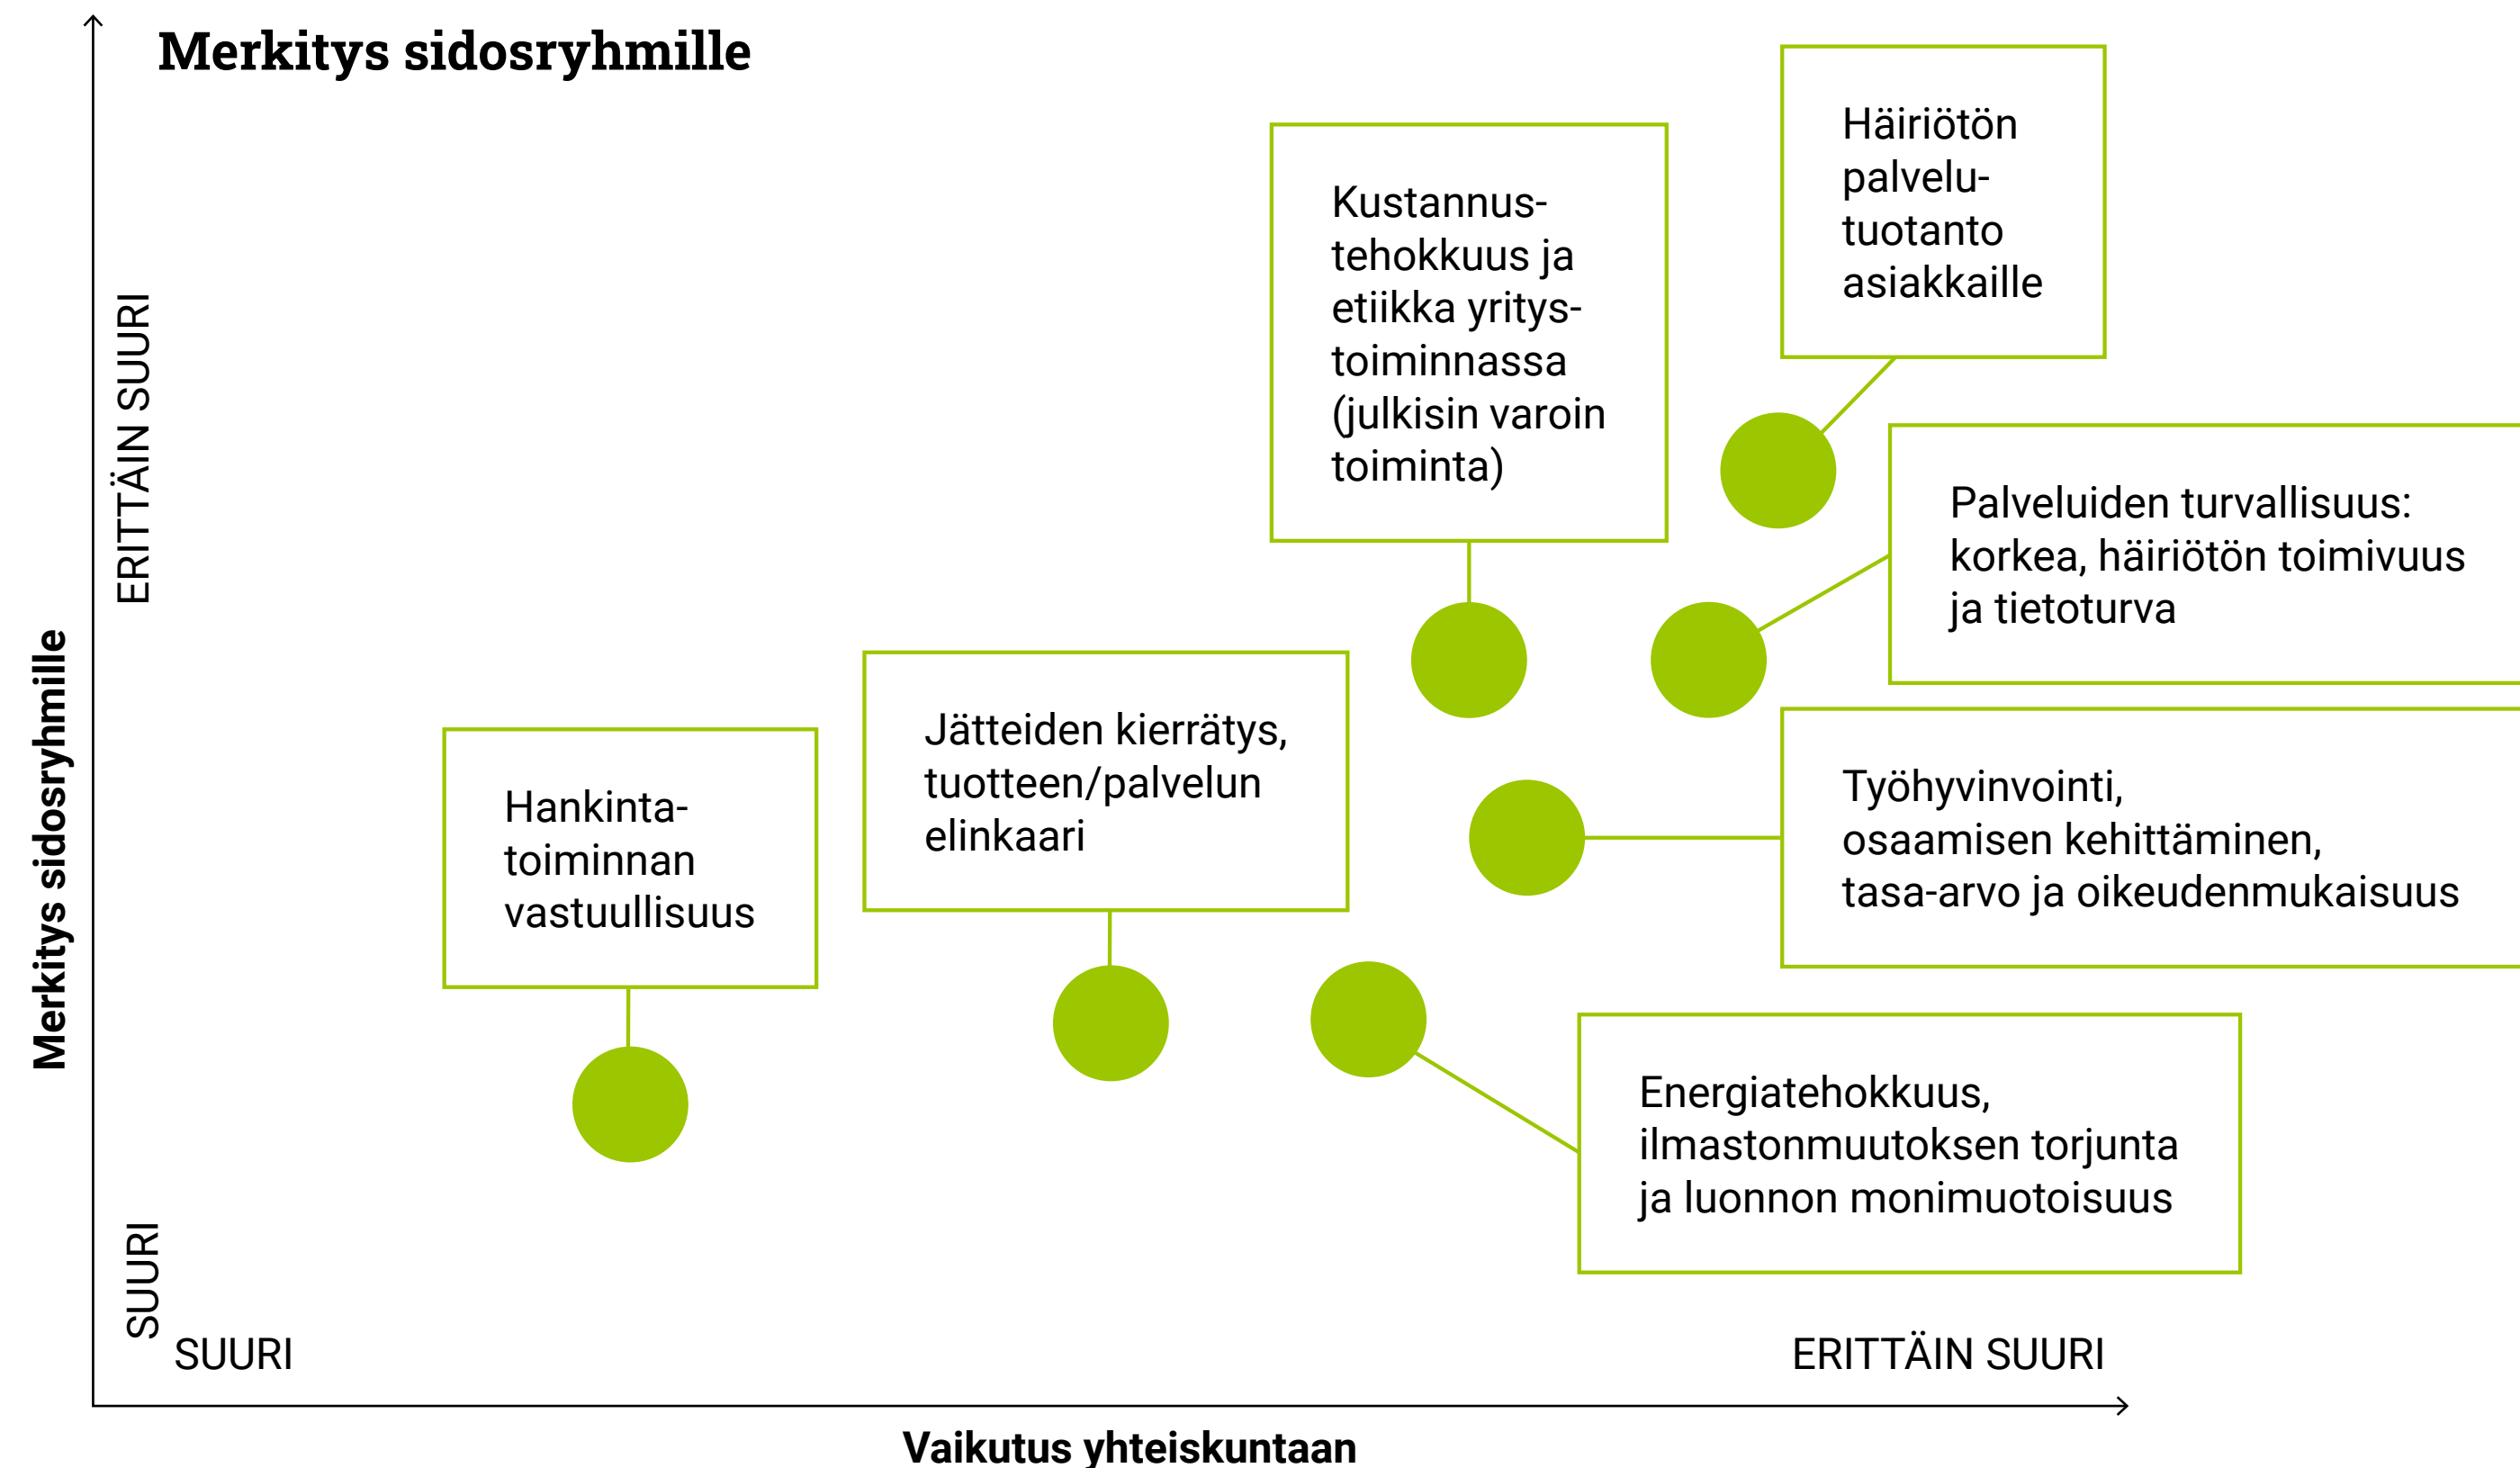 Merkitys sidosryhmille
Häiriötön
palvelu-
tuotanto
asiakkaille
Kustannus-
tehokkuus ja
etiikka yritys-
toiminnassa
(julkisin varoin
toiminta)
ERITTÄIN SUURI
Palveluiden turvallisuus:
korkea, häiriötön toimivuus
ja tietoturva
Merkitys sidosryhmille
Jätteiden kierrätys,
tuotteen/palvelun
elinkaari
Hankinta-
toiminnan
vastuullisuus
Työhyvinvointi,
osaamisen kehittäminen,
tasa-arvo ja oikeudenmukaisuus
Energiatehokkuus,
ilmastonmuutoksen torjunta
ja luonnon monimuotoisuus
SUURI
SUURI
ERITTÄIN SUURI
Vaikutus yhteiskuntaan